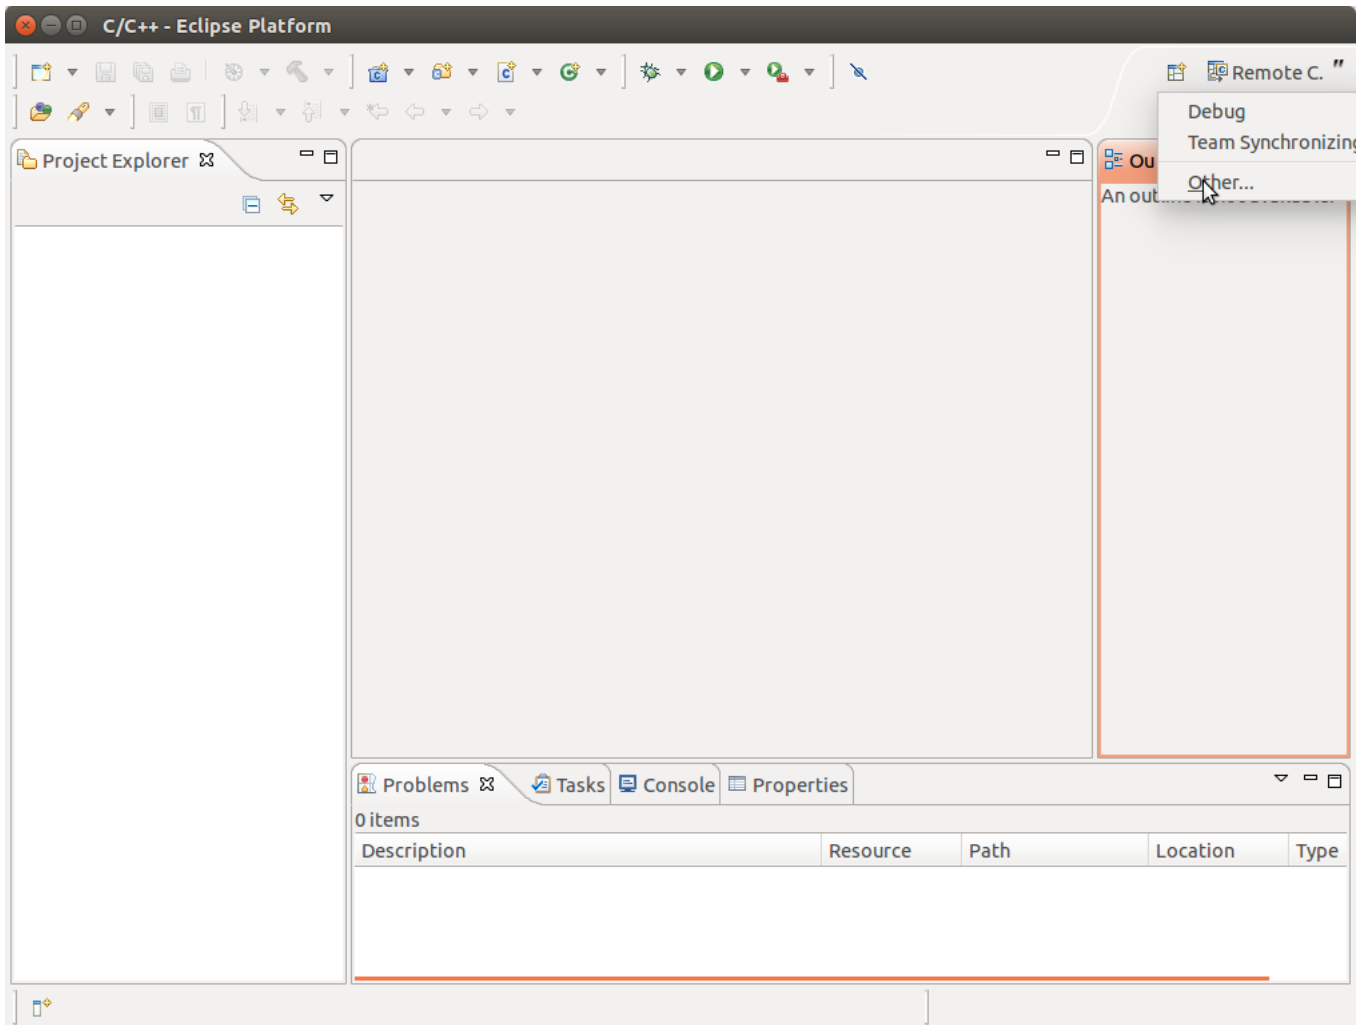 C/C++ - Eclipse Platform
Remote C. "
Debug
Team Synchronizing
Other...
Project Explorer
Ou
An out
Problems
Tasks
Console
Properties
0 items
Description Resource Path Location Type